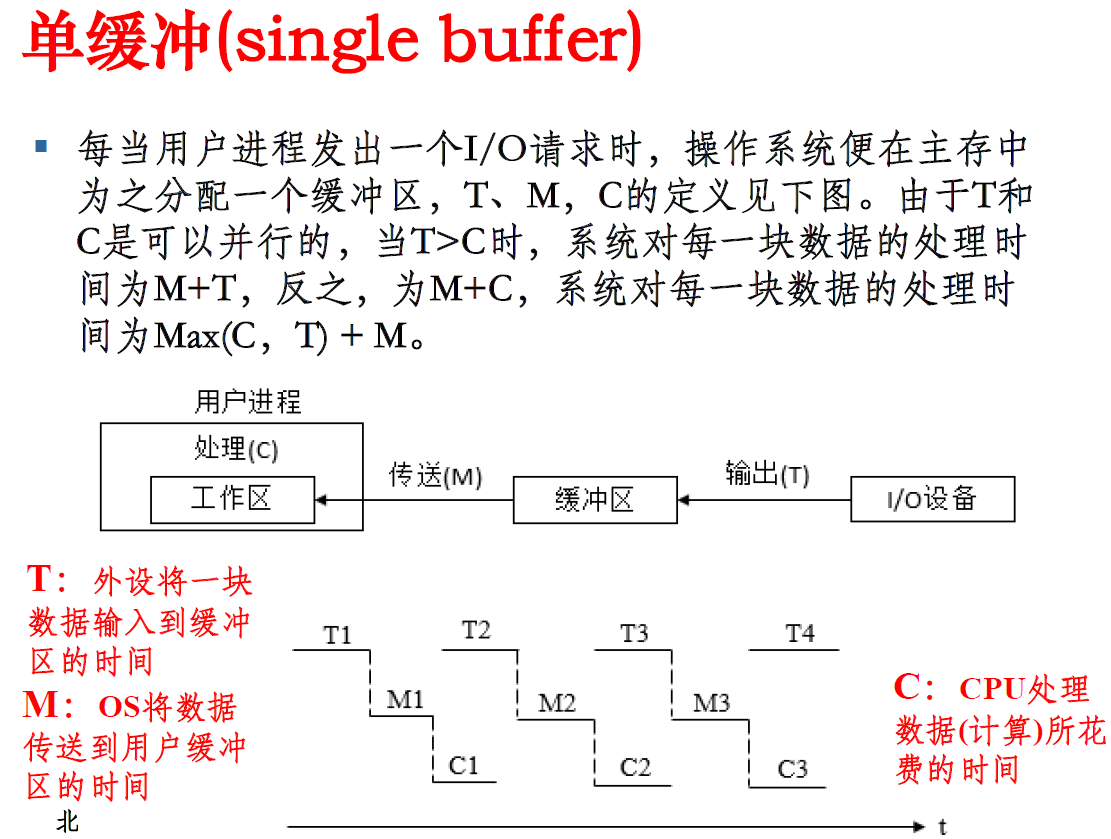 单缓冲(single buffer)
每当用户进程发出一个I/O请求时，操作系统便在主存中
为之分配一个缓冲区，T、M，C的定义见下图。由于T和
C是可以并行的，当T>C时，系统对每一块数据的处理时
间为M+T，反之，为M+C，系统对每一块数据的处理时
间为Max(C，T) + M。
用户进程
处理(C)
工作区
传送(M)
缓冲区
输出(T)
I/O设备
T：外设将一块
数据输入到缓冲
区的时间
M：OS将数据
传送到用户缓冲
区的时间
北
T1
T2
T3
T4
M1
M2
M3
C1
C2
C3
t
C：CPU处理
数据(计算)所花
费的时间